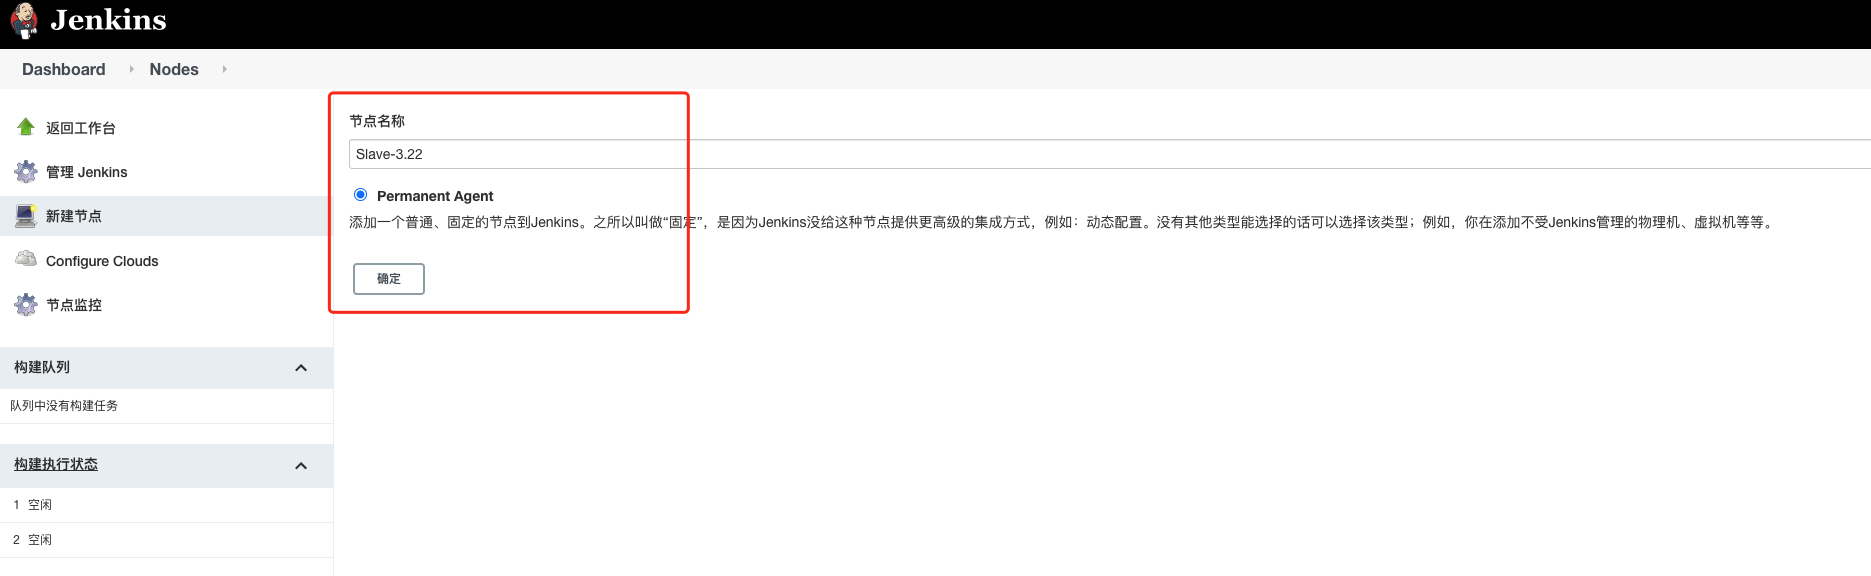 Jenkins
Dashboard
Nodes
返回工作台
管理 Jenkins
新建节点
Configure Clouds
节点监控
构建队列
队列中没有构建任务
构建执行状态
1 空闲
2 空闲
节点名称
Slave-3.22
Permanent Agent
添加一个普通、固定的节点到Jenkins。之所以叫做“固定”，是因为Jenkins没给这种节点提供更高级的集成方式，例如：动态配置。没有其他类型能选择的话可以选择该类型；例如，你在添加不受Jenkins管理的物理机、虚拟机等等。
确定